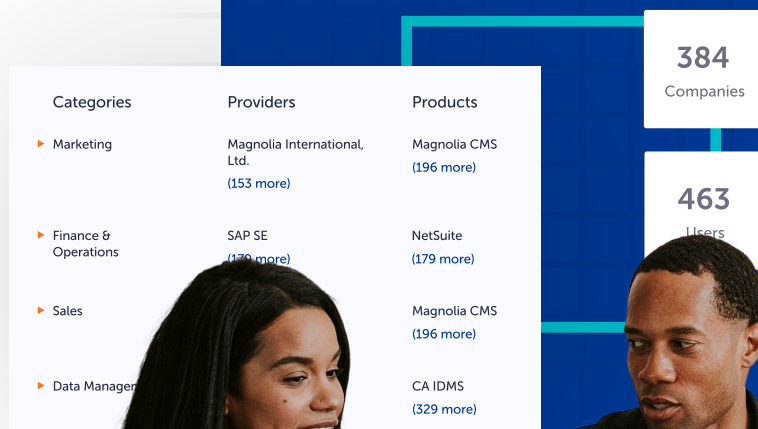 384
Companies
Categories Providers Products
Marketing Magnolia International, Magnolia CMS
Ltd.
(196 more)
(153 more)
463
Users
Finance & SAP SE NetSuite
Operations
(179 more)
Sales Magnolia CMS
(196 more)
Data CA IDMS
(329 more)